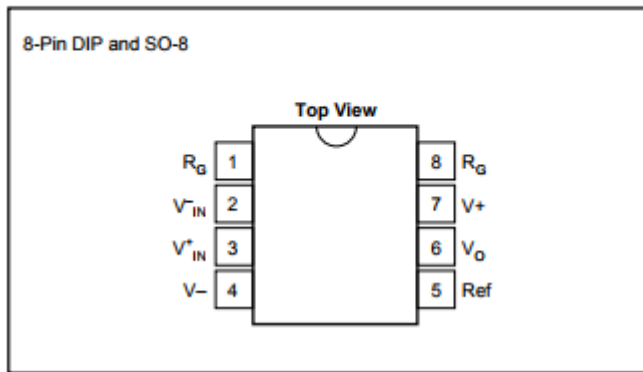 8-Pin DIP and SO-8
Top View
R_G 1 8 R_G
V⁻_IN 2 7 V+
V⁺_IN 3 6 V_O
V– 4 5 Ref